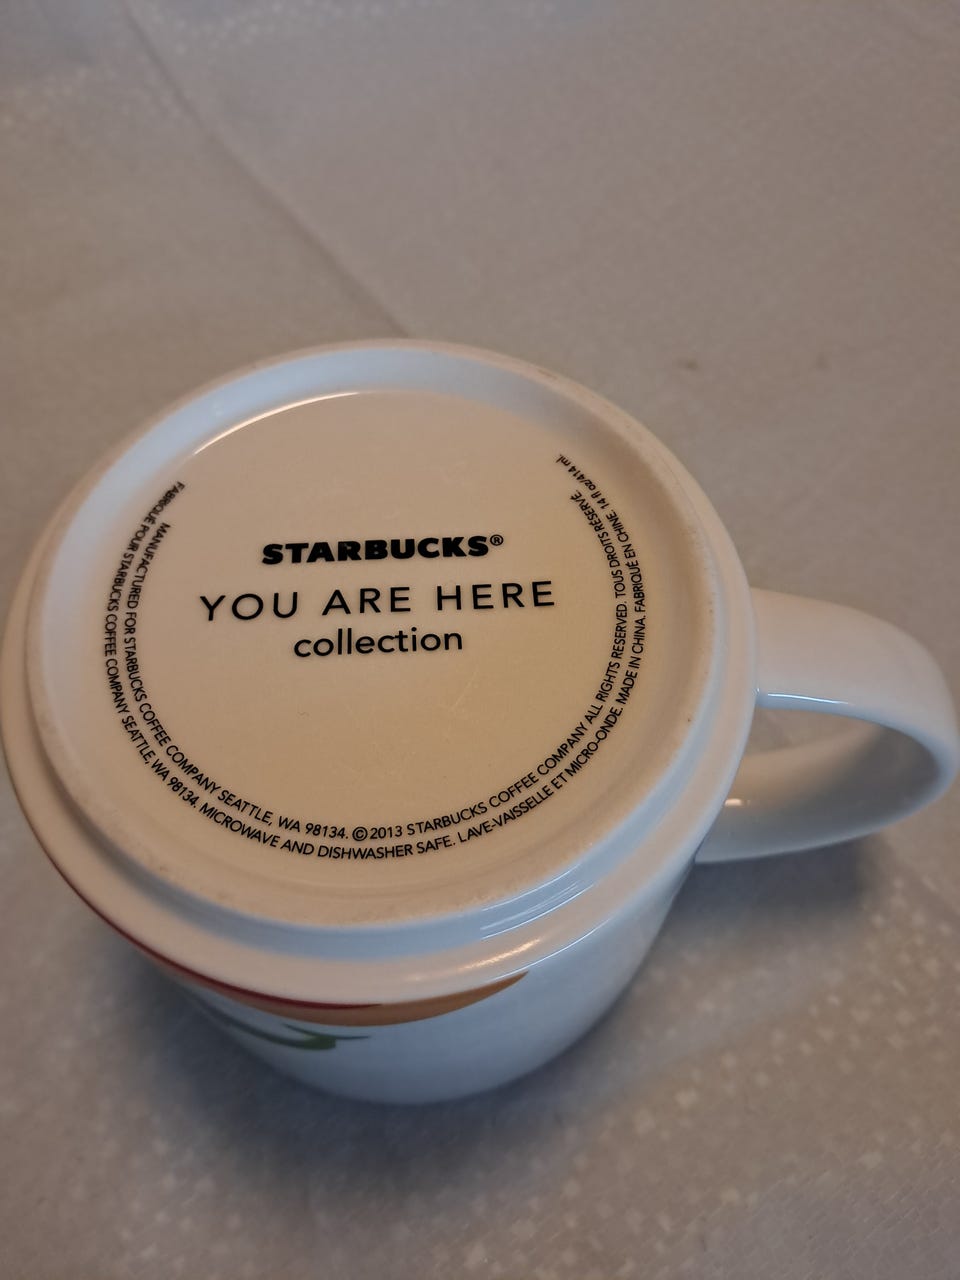 STARBUCKS®
YOU ARE HERE
collection
MANUFACTURED FOR STARBUCKS COFFEE COMPANY SEATTLE, WA 98134. ©2013 STARBUCKS COFFEE COMPANY ALL RIGHTS RESERVED. TOUS DROITS RÉSERVÉ.
FABRIQUÉ POUR STARBUCKS COFFEE COMPANY SEATTLE, WA 98134. MICROWAVE AND DISHWASHER SAFE. LAVE-VAISSELLE ET MICRO-ONDE. MADE IN CHINA. FABRIQUÉ EN CHINE. 14 fl oz/414 mL